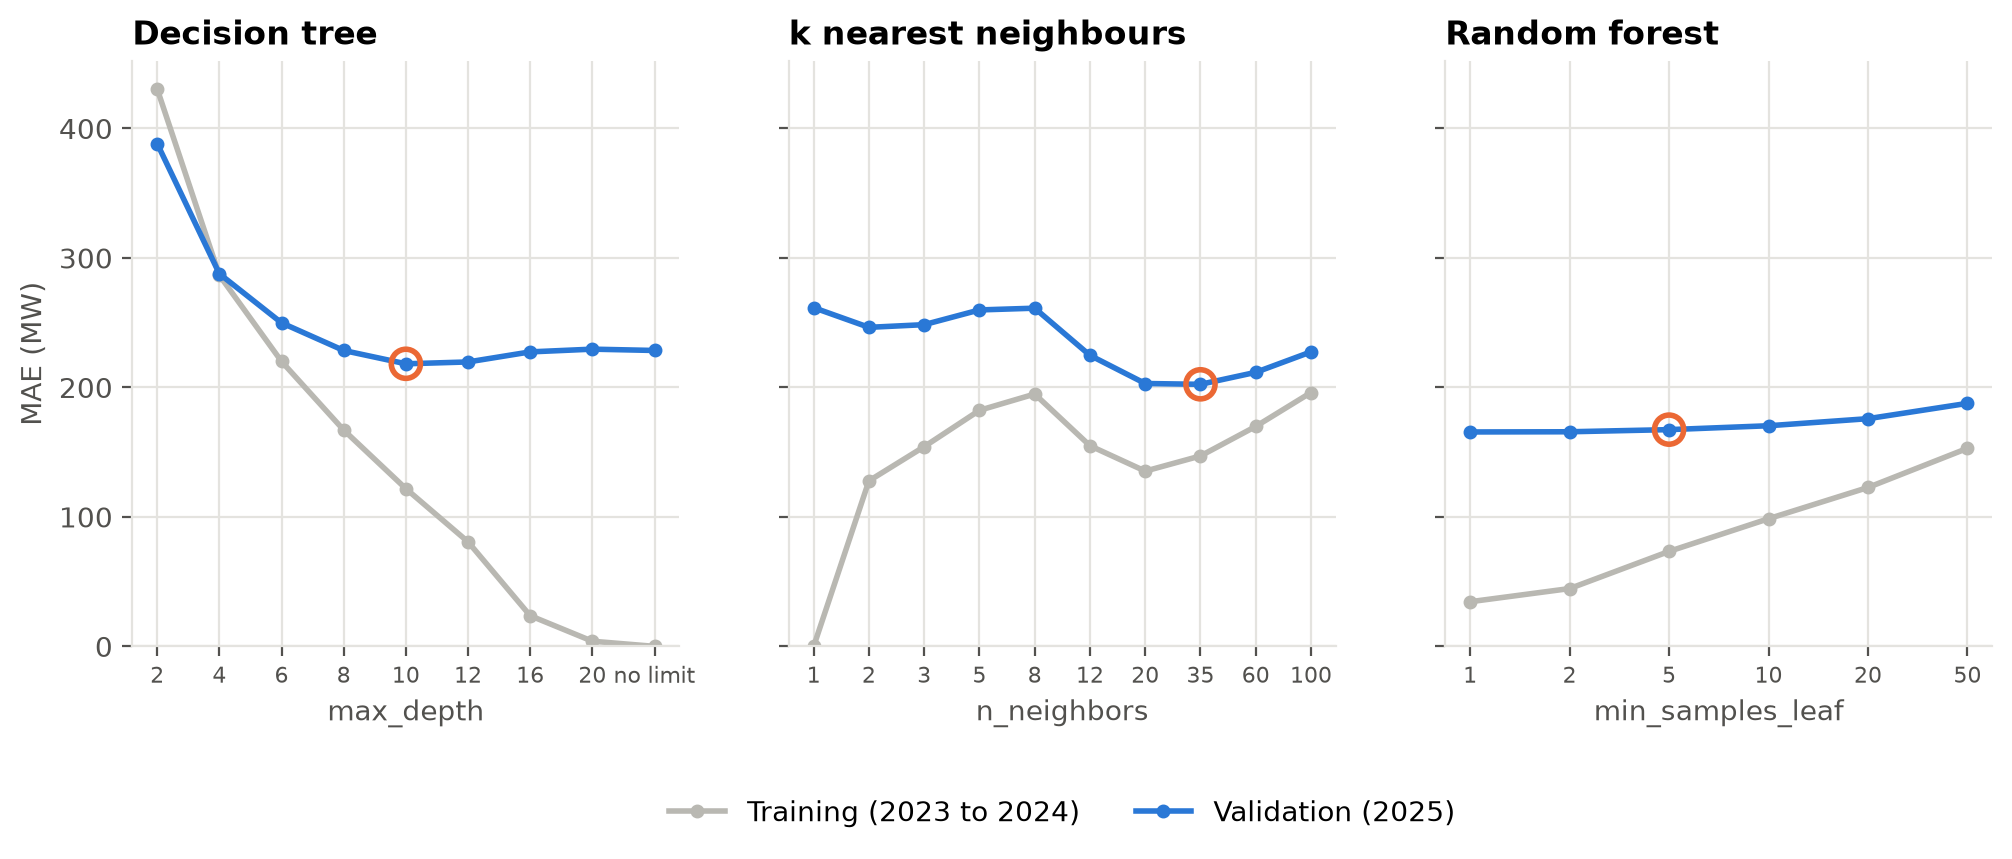 Decision tree
k nearest neighbours
Random forest
MAE (MW)
400
300
200
100
0
2 4 6 8 10 12 16 20 no limit
max_depth
1 2 3 5 8 12 20 35 60 100
n_neighbors
1 2 5 10 20 50
min_samples_leaf
Training (2023 to 2024)
Validation (2025)